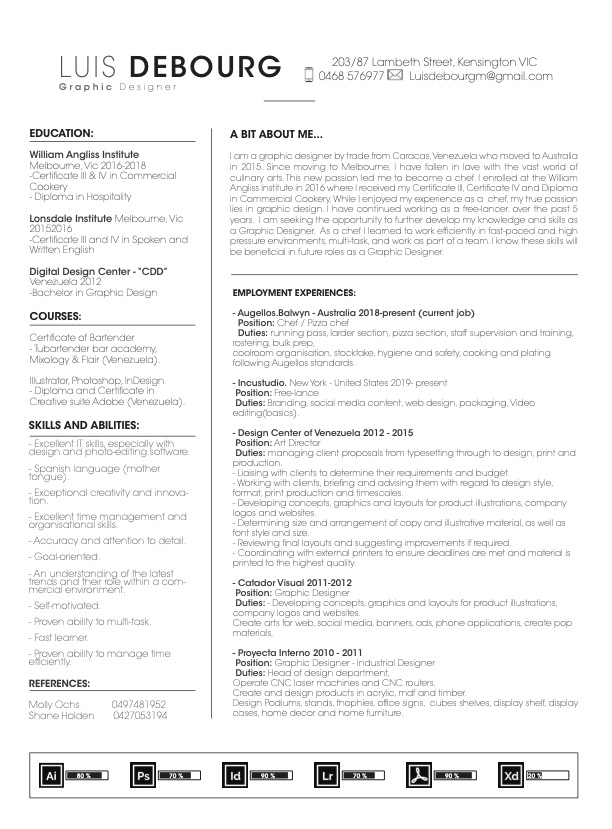 LUIS DEBOURG
Graphic Designer
203/87 Lambeth Street, Kensington VIC
0468 576977 Luisdebourgm@gmail.com
EDUCATION:
William Angliss Institute
Melbourne, Vic 2016-2018
-Certificate III & IV in Commercial
Cookery
- Diploma in Hospitality
Lonsdale Institute Melbourne, Vic
20152016
-Certificate III and IV in Spoken and
Written English
Digital Design Center - "CDD"
Venezuela 2012
-Bachelor in Graphic Design
COURSES:
Certificate of Bartender
- Tubartender bar academy,
Mixology & Flair (Venezuela).
Illustrator, Photoshop, InDesign
- Diploma and Certificate in
Creative suite Adobe (Venezuela).
SKILLS AND ABILITIES:
- Excellent IT skills, especially with
design and photo-editing software.
- Spanish language (mother
tongue).
- Exceptional creativity and innova-
tion.
- Excellent time management and
organisational skills.
- Accuracy and attention to detail.
- Goal-oriented.
- An understanding of the latest
trends and their role within a com-
mercial environment.
- Self-motivated.
- Proven ability to multi-task.
- Fast learner.
- Proven ability to manage time
efficiently.
REFERENCES:
Molly Ochs 0497481952
Shane Holden 0427053194
A BIT ABOUT ME...
I am a graphic designer by trade from Caracas, Venezuela who moved to Australia
in 2015. Since moving to Melbourne, I have fallen in love with the vast world of
culinary arts. This new passion led me to become a chef. I enrolled at the William
Angliss Institute in 2016 where I received my Certificate III, Certificate IV and Diploma
in Commercial Cookery. While I enjoyed my experience as a chef, my true passion
lies in graphic design. I have continued working as a free-lancer over the past 5
years. I am seeking the opportunity to further develop my knowledge and skills as
a Graphic Designer. As a chef I learned to work efficiently in fast-paced and high
pressure environments, multi-task, and work as part of a team. I know these skills will
be beneficial in future roles as a Graphic Designer.
EMPLOYMENT EXPERIENCES:
- Augellos.Balwyn - Australia 2018-present (current job)
Position: Chef / Pizza chef
Duties: running pass, larder section, pizza section, staff supervision and training,
rostering, bulk prep,
coolroom organisation, stocktake, hygiene and safety, cooking and plating
following Augellos standards.
- Incustudio. New York - United States 2019- present
Position: Free-lance
Duties: Branding, social media content, web design, packaging, Video
editing(basics).
- Design Center of Venezuela 2012 - 2015
Position: Art Director
Duties: managing client proposals from typesetting through to design, print and
production.
- Liaising with clients to determine their requirements and budget.
- Working with clients, briefing and advising them with regard to design style,
format, print production and timescales.
- Developing concepts, graphics and layouts for product illustrations, company
logos and websites.
- Determining size and arrangement of copy and illustrative material, as well as
font style and size.
- Reviewing final layouts and suggesting improvements if required.
- Coordinating with external printers to ensure deadlines are met and material is
printed to the highest quality.
- Catador Visual 2011-2012
Position: Graphic Designer
Duties: - Developing concepts, graphics and layouts for product illustrations,
company logos and websites.
Create arts for web, social media, banners, ads, phone applications, create pop
materials,
- Proyecta Interno 2010 - 2011
Position: Graphic Designer - Industrial Designer
Duties: Head of design department,
Operate CNC laser machines and CNC routers.
Create and design products in acrylic, mdf and timber.
Design Podiums, stands, thophies, office signs, cubes shelves, display shelf, display
cases, home decor and home furniture.
Ai 80 % Ps 70 % Id 90 % Lr 70 % 90 % Xd 20 %